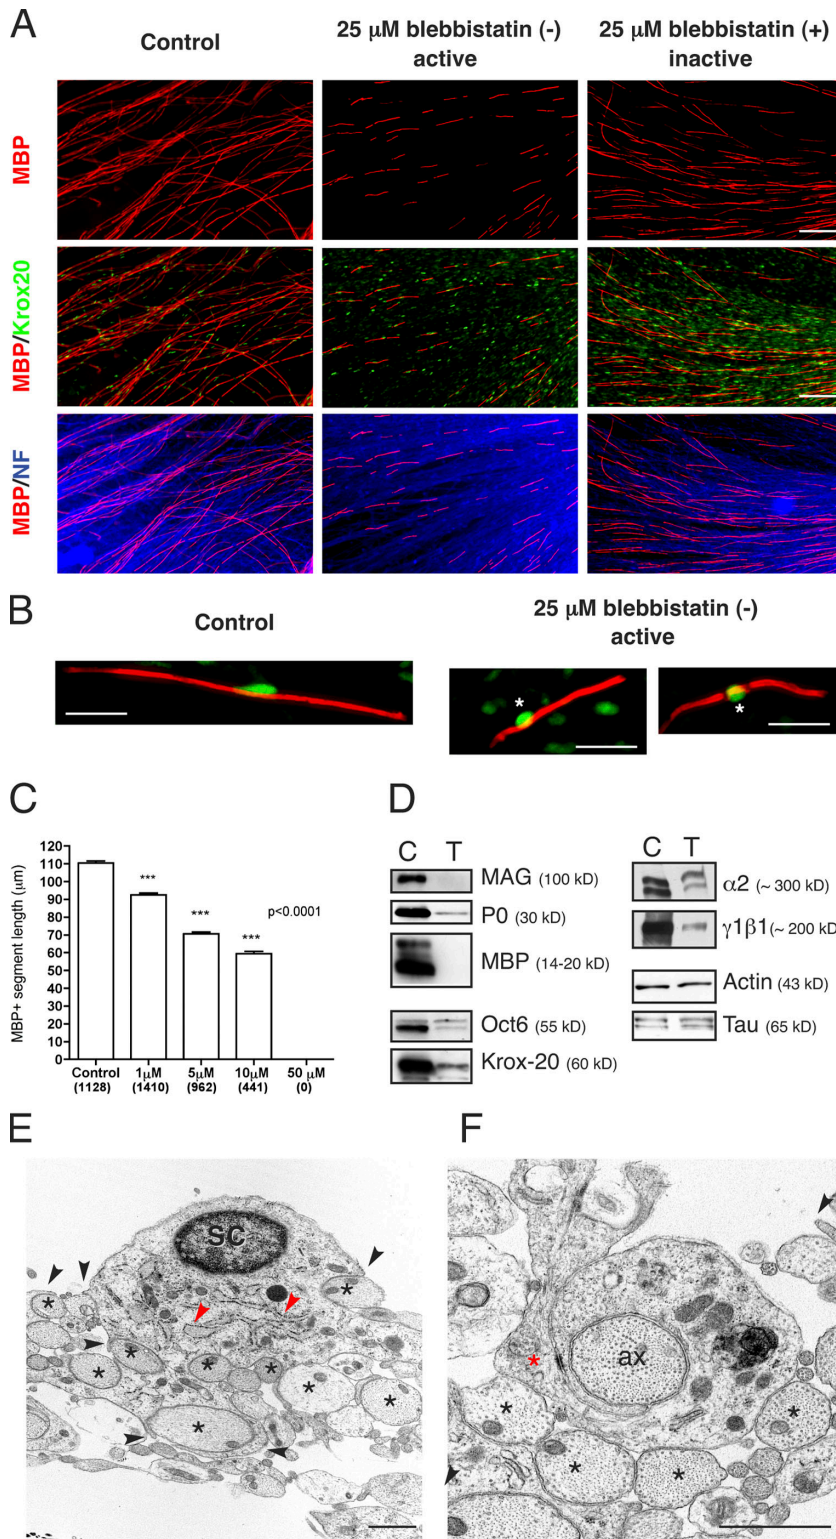 A
Control
25 μM blebbistatin (-)
active
25 μM blebbistatin (+)
inactive
MBP
MBP/Krox20
MBP/NF
B
Control
25 μM blebbistatin (-)
active
*
*
C
MBP+ segment length (μm)
120
110
100
90
80
70
60
50
40
30
20
10
0
***
***
***
p<0.0001
Control
(1128)
1μM
(1410)
5μM
(962)
10μM
(441)
50 μM
(0)
D
C T
MAG (100 kD)
P0 (30 kD)
MBP (14-20 kD)
Oct6 (55 kD)
Krox-20 (60 kD)
C T
α2 (~ 300 kD)
γ1β1(~ 200 kD)
Actin (43 kD)
Tau (65 kD)
E
SC
* * * * * * * * *
F
ax
* * * * *